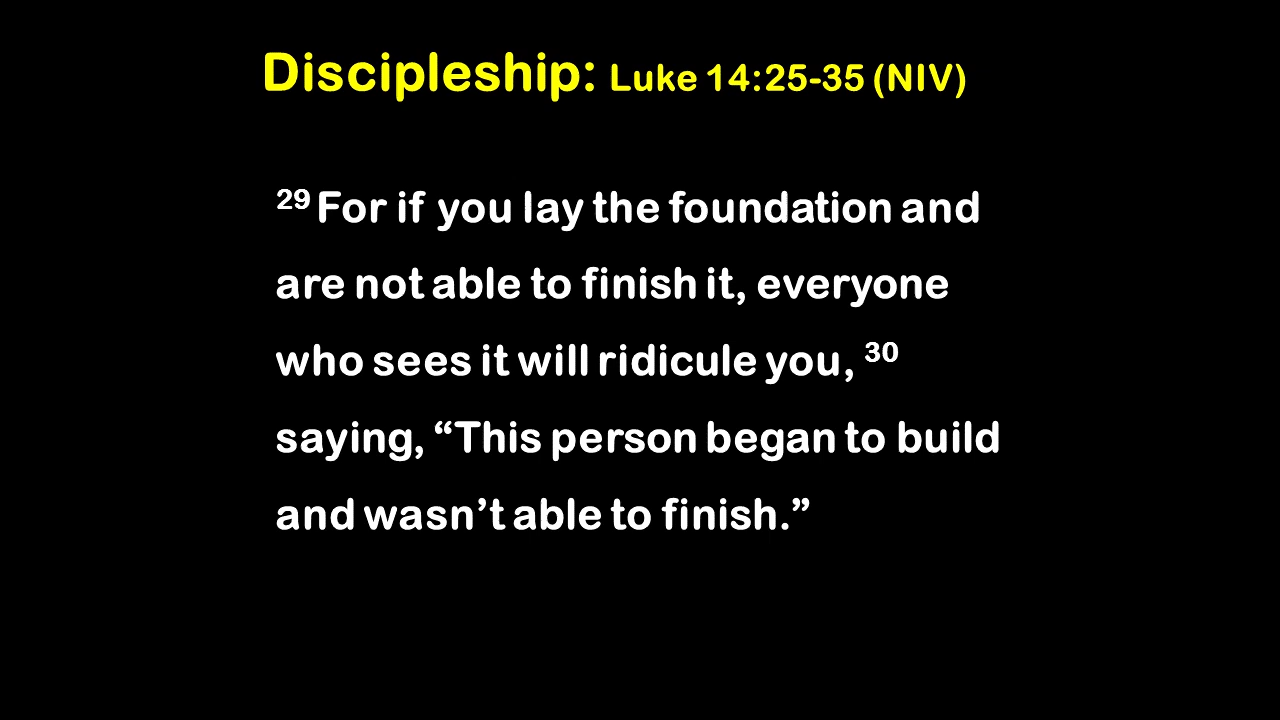 Discipleship: Luke 14:25-35 (NIV)
29 For if you lay the foundation and
are not able to finish it, everyone
who sees it will ridicule you, 30
saying, “This person began to build
and wasn’t able to finish.”